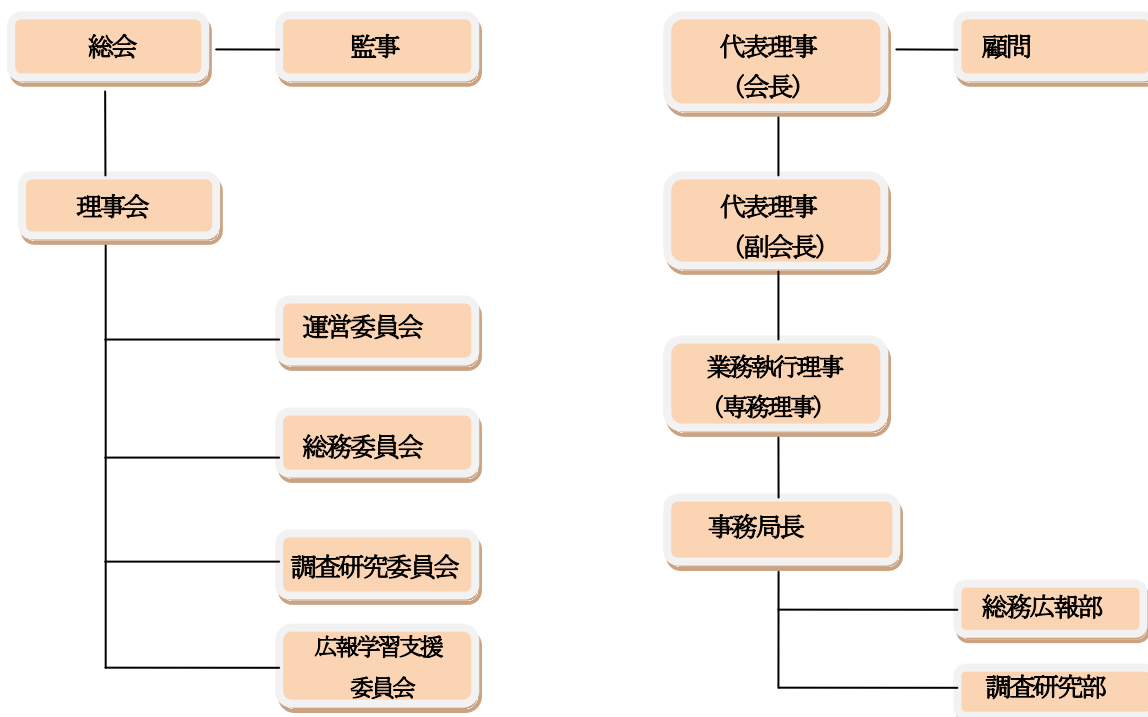 総会
監事
理事会
運営委員会
総務委員会
調査研究委員会
広報学習支援
委員会
代表理事
（会長）
顧問
代表理事
（副会長）
業務執行理事
（専務理事）
事務局長
総務広報部
調査研究部